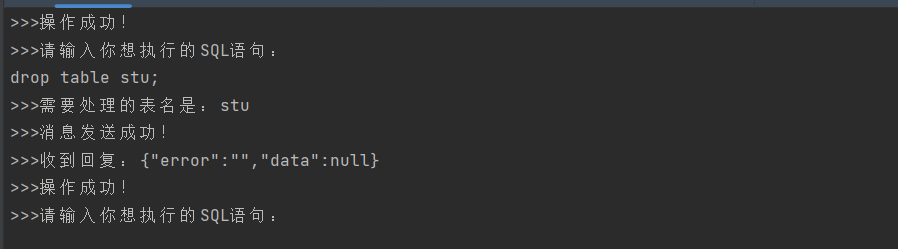 >>>操作成功!
>>>请输入你想执行的SQL语句：
drop table stu;
>>>需要处理的表名是：stu
>>>消息发送成功!
>>>收到回复：{"error":"","data":null}
>>>操作成功!
>>>请输入你想执行的SQL语句：